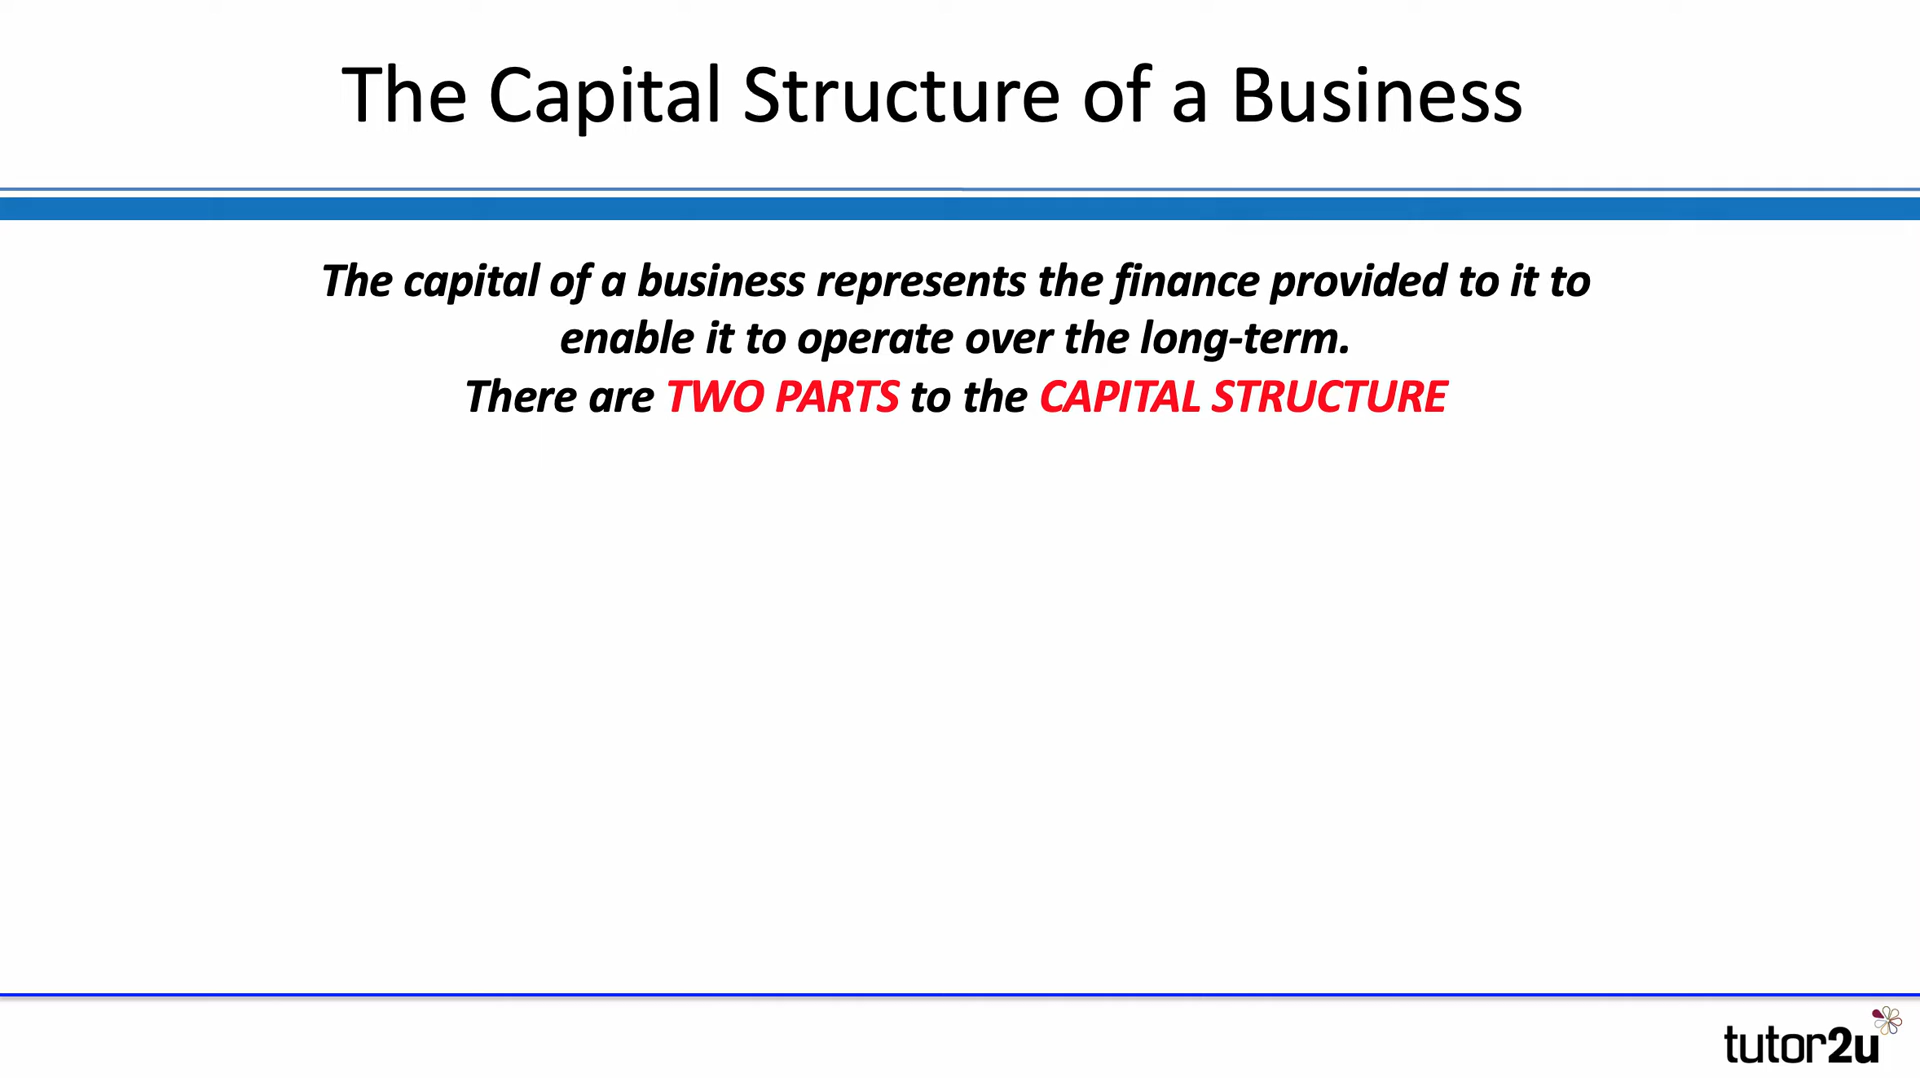 The Capital Structure of a Business
The capital of a business represents the finance provided to it to
enable it to operate over the long-term.
There are TWO PARTS to the CAPITAL STRUCTURE
tutor2u